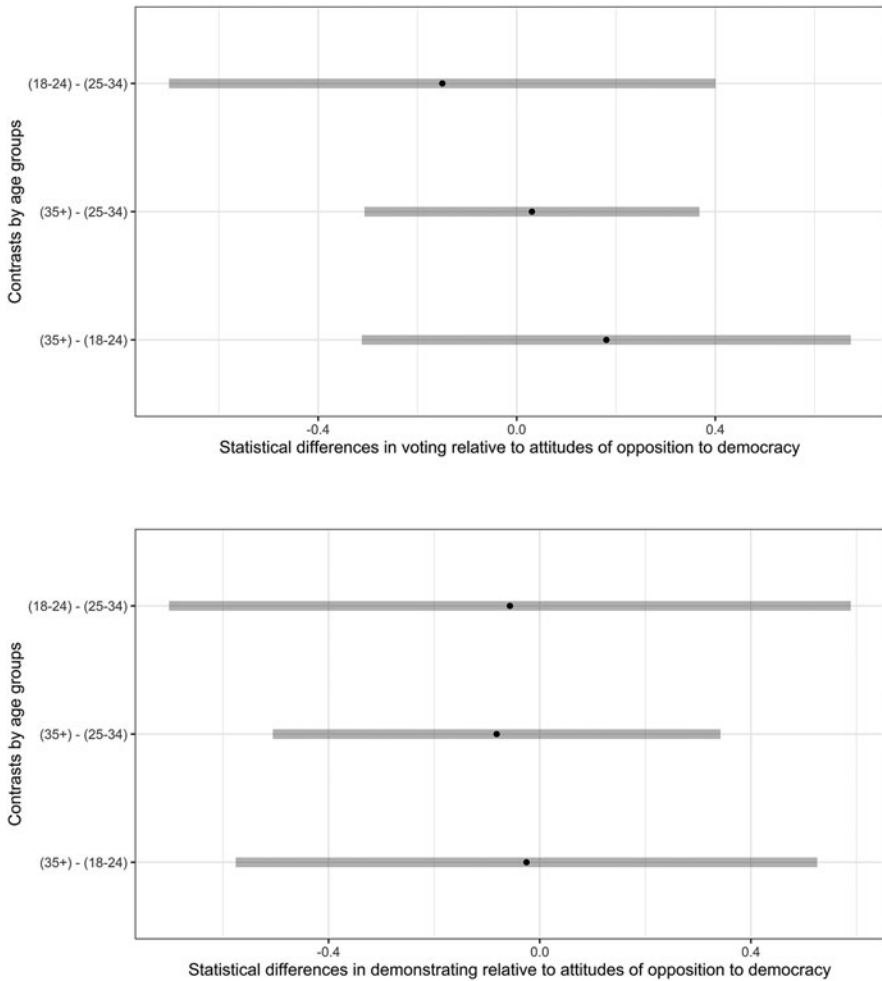 Contrasts by age groups
(18-24) - (25-34)
(35+) - (25-34)
(35+) - (18-24)
-0.4 0.0 0.4
Statistical differences in voting relative to attitudes of opposition to democracy
Contrasts by age groups
(18-24) - (25-34)
(35+) - (25-34)
(35+) - (18-24)
-0.4 0.0 0.4
Statistical differences in demonstrating relative to attitudes of opposition to democracy